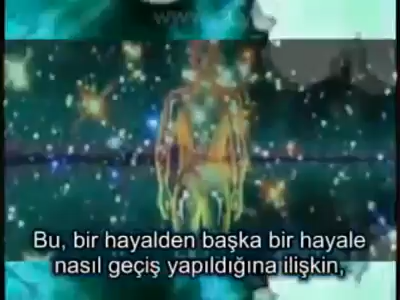 Bu, bir hayalden başka bir hayale
nasıl geçiş yapıldığına ilişkin,